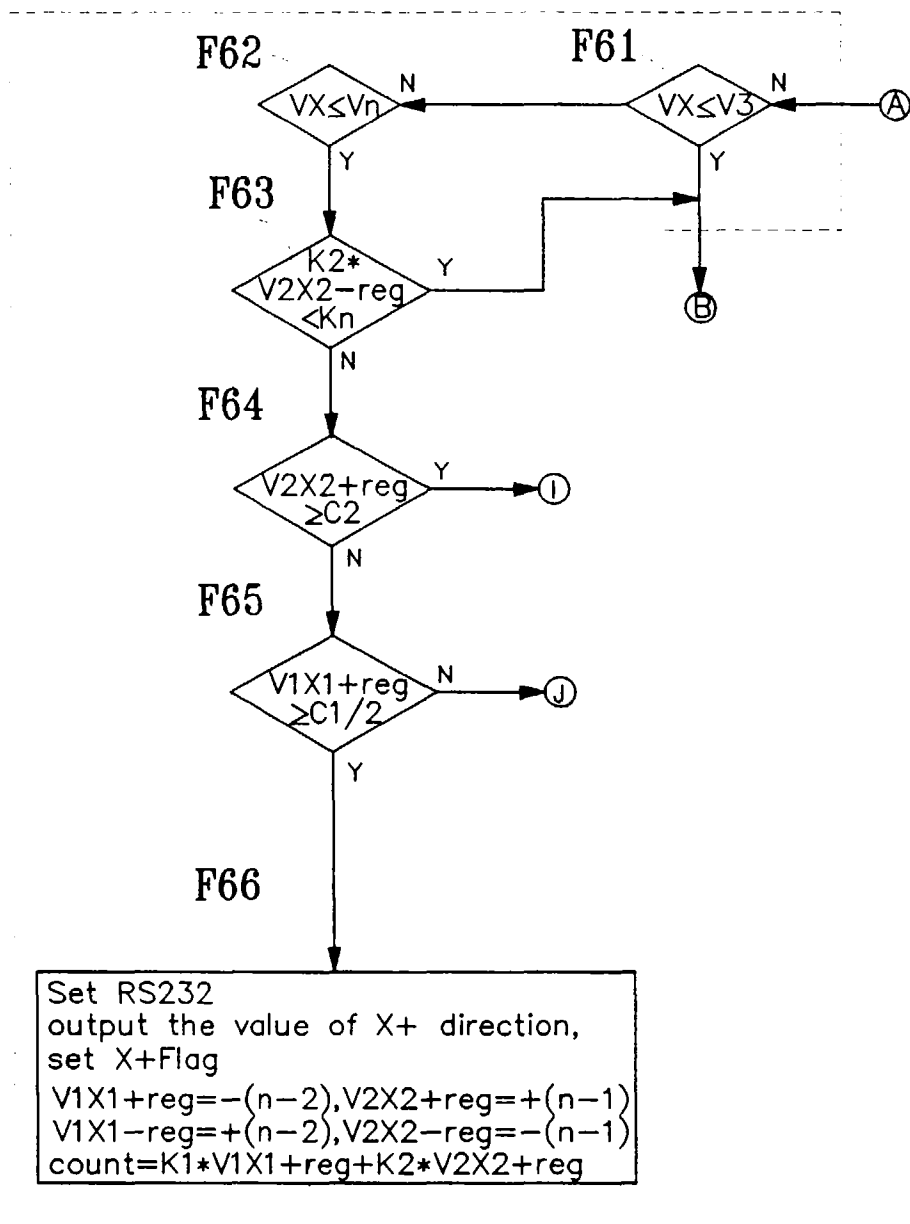 F62
F61
VX≤Vn
N
VX≤V3
N
A
Y
Y
F63
K2*
V2X2-reg
<Kn
Y
B
N
F64
V2X2+reg
≥C2
Y
I
N
F65
V1X1+reg
≥C1/2
N
J
Y
F66
Set RS232
output the value of X+ direction,
set X+Flag
V1X1+reg=-(n-2),V2X2+reg=+(n-1)
V1X1-reg=+(n-2),V2X2-reg=-(n-1)
count=K1*V1X1+reg+K2*V2X2+reg